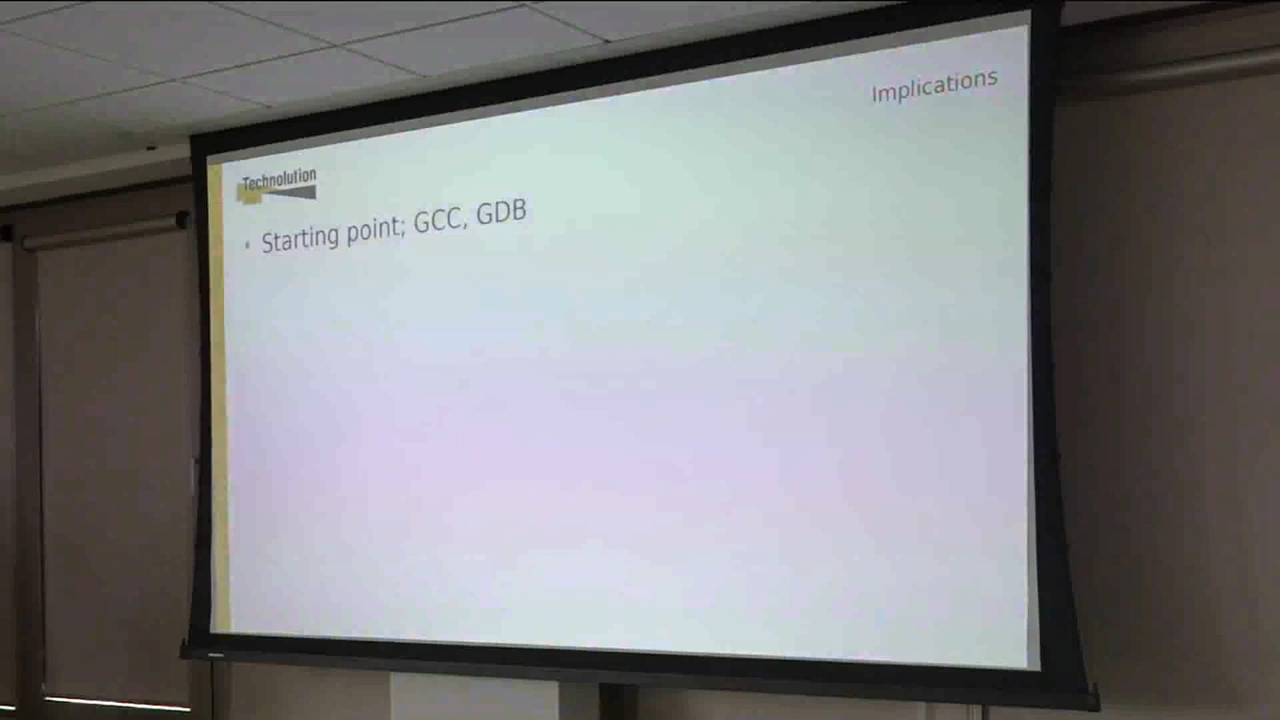 Implications
Technolution
• Starting point; GCC, GDB